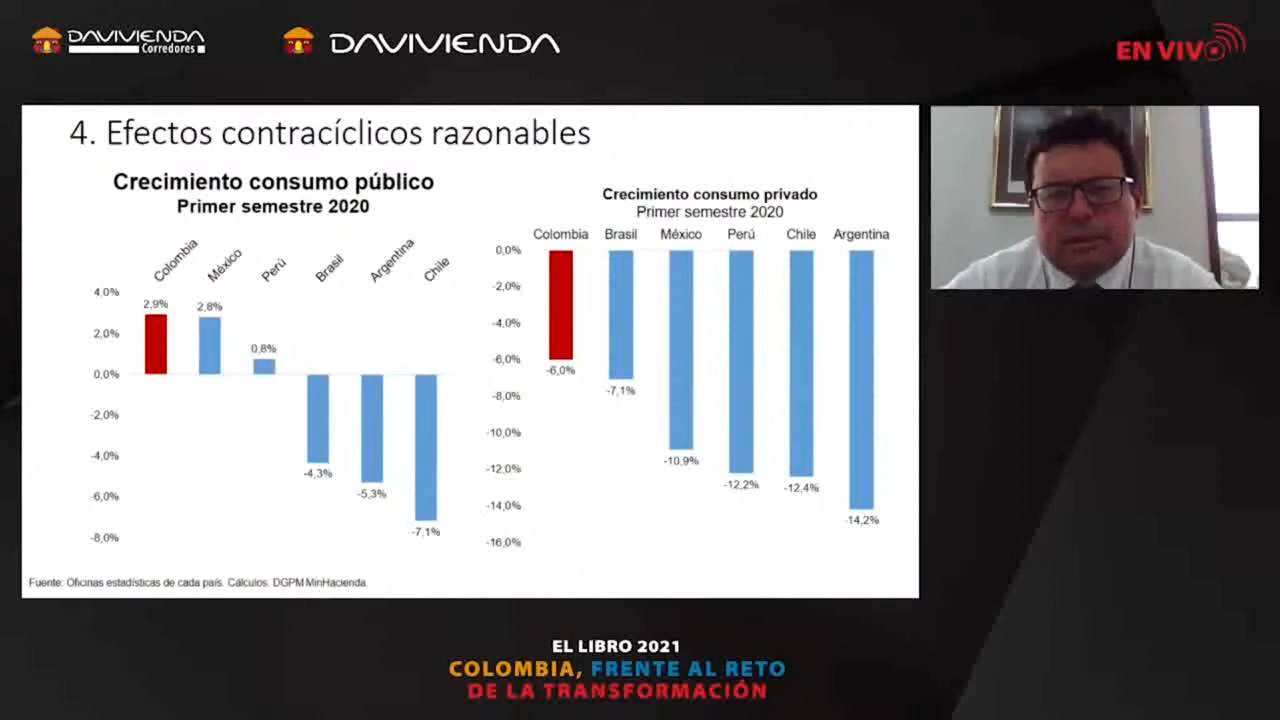 DAVIVIENDA
Corredores
DAVIVIENDA
EN VIVO
4. Efectos contracíclicos razonables
Crecimiento consumo público
Primer semestre 2020
Colombia México Perú Brasil Argentina Chile
4,0%
2,0%
0,0%
-2,0%
-4,0%
-6,0%
-8,0%
2,9%
2,8%
0,8%
-4,3%
-5,3%
-7,1%
Crecimiento consumo privado
Primer semestre 2020
Colombia Brasil México Perú Chile Argentina
0,0%
-2,0%
-4,0%
-6,0%
-8,0%
-10,0%
-12,0%
-14,0%
-16,0%
-6,0%
-7,1%
-10,9%
-12,2%
-12,4%
-14,2%
Fuente: Oficinas estadísticas de cada país. Cálculos. DGPM MinHacienda.
EL LIBRO 2021
COLOMBIA, FRENTE AL RETO
DE LA TRANSFORMACIÓN